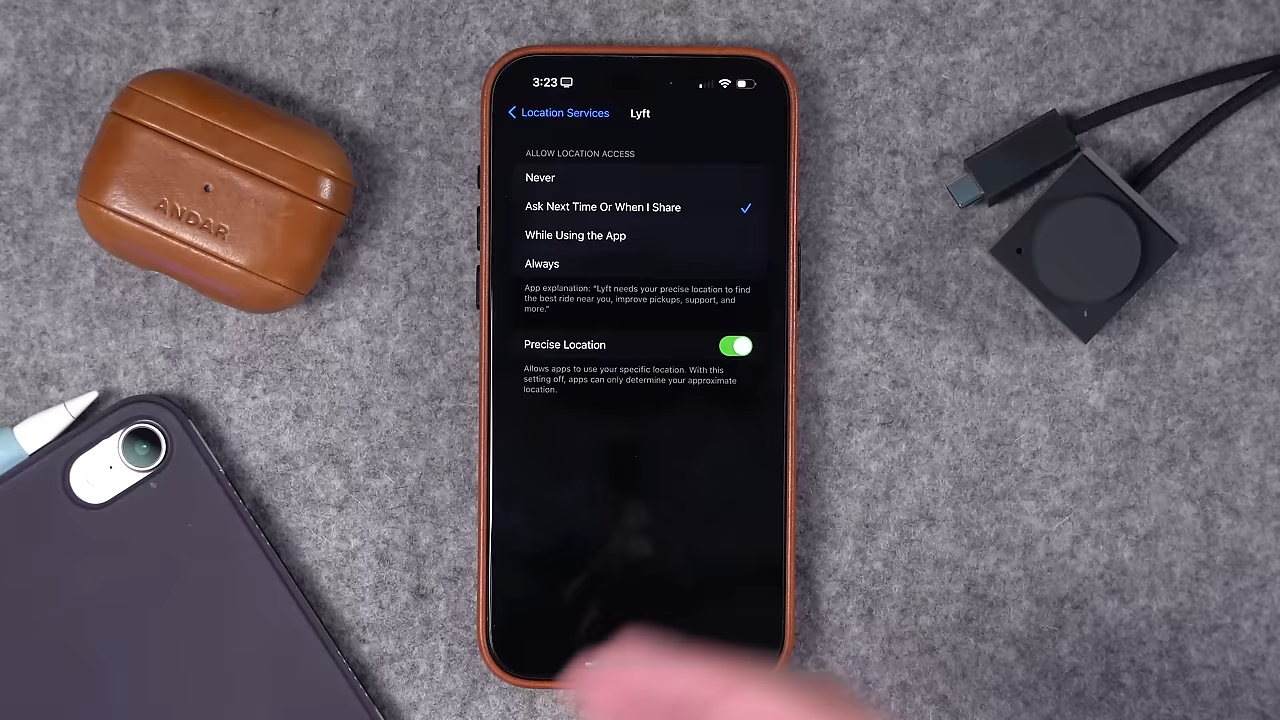 ANDAR
3:23
Location Services
Lyft
ALLOW LOCATION ACCESS
Never
Ask Next Time Or When I Share
While Using the App
Always
App explanation: “Lyft needs your precise location to find
the best ride near you, improve pickups, support, and
more.”
Precise Location
Allows apps to use your specific location. With this
setting off, apps can only determine your approximate
location.